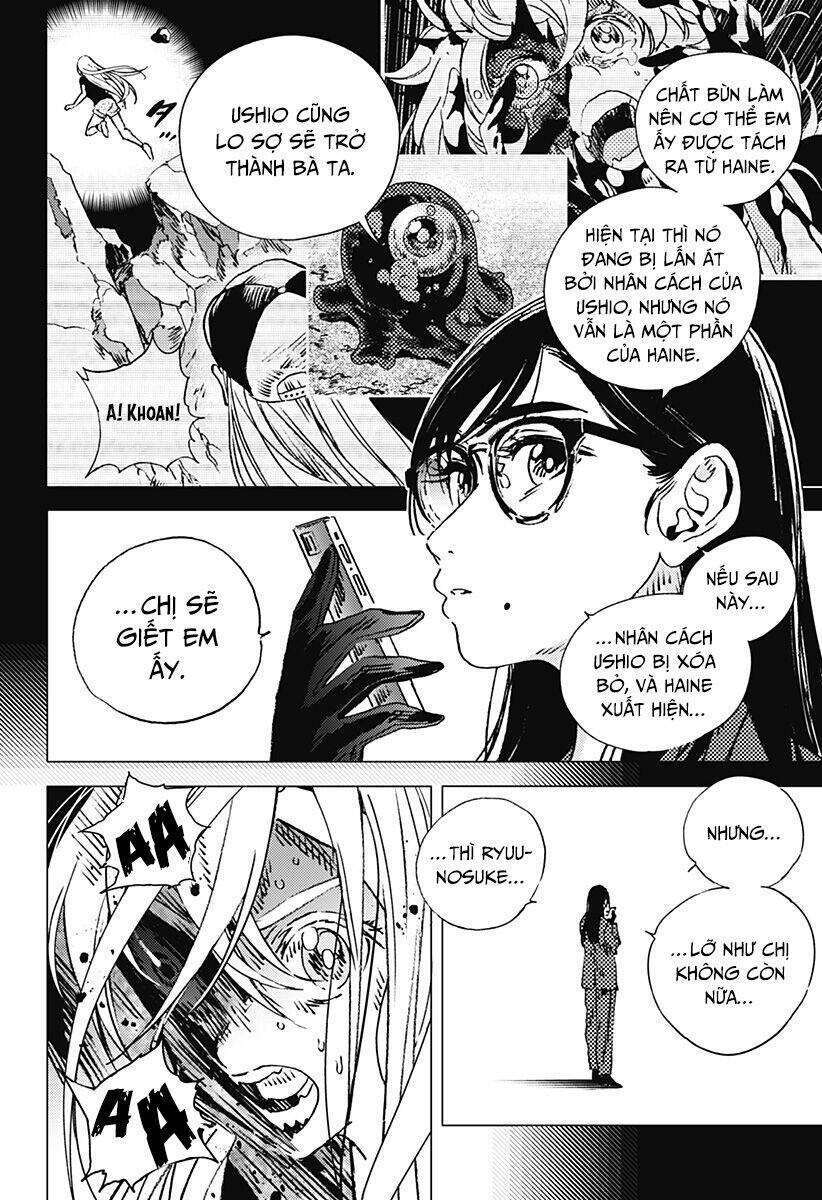 CHẤT BÙN LÀM
NÊN CƠ THỂ EM
ẤY ĐƯỢC TÁCH
RA TỪ HAINE.
HIỆN TẠI THÌ NÓ
ĐANG BỊ LẤN ÁT
BỞI NHÂN CÁCH CỦA
USHIO, NHƯNG NÓ
VẪN LÀ MỘT PHẦN
CỦA HAINE.
USHIO CŨNG
LO SỢ SẼ TRỞ
THÀNH BÀ TA.
ダッ
A! KHOAN!
NẾU SAU
NÀY...
...NHÂN CÁCH
USHIO BỊ XÓA
BỎ, VÀ HAINE
XUẤT HIỆN...
...CHỊ SẼ
GIẾT EM
ẤY.
NHƯNG...
...LỠ NHƯ CHỊ
KHÔNG CÒN
NỮA...
...THÌ RYUU-
NOSUKE...
AA
AA